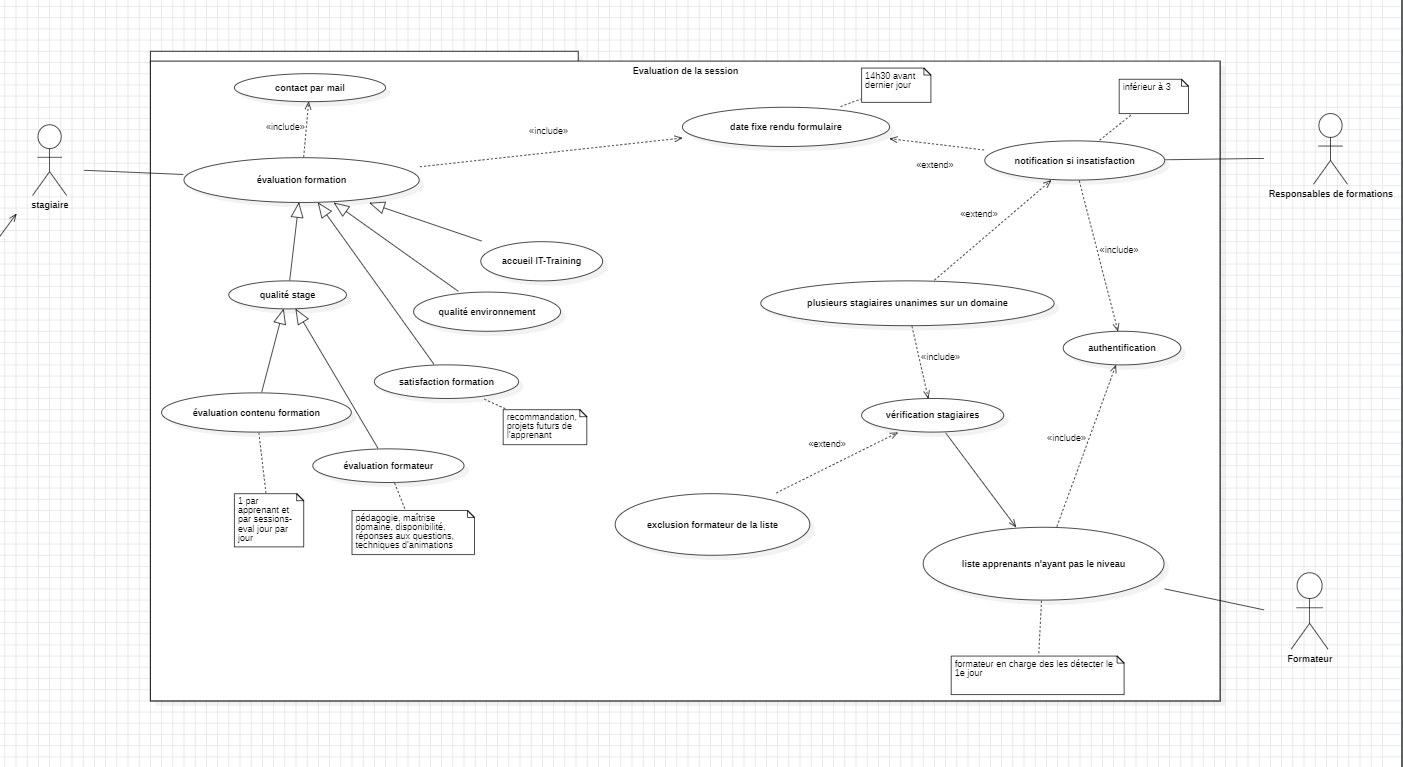 Evaluation de la session
contact par mail
14h30 avant
dernier jour
inférieur à 3
«include»
«include»
date fixe rendu formulaire
stagiaire
évaluation formation
«extend»
notification si insatisfaction
Responsables de formations
«extend»
accueil IT-Training
«include»
qualité stage
qualité environnement
plusieurs stagiaires unanimes sur un domaine
«include»
authentification
satisfaction formation
évaluation contenu formation
recommandation,
projets futurs de
l'apprenant
vérification stagiaires
«extend»
«include»
évaluation formateur
1 par
apprenant et
par sessions-
eval jour par
jour
pédagogie, maîtrise
domaine, disponibilité,
réponses aux questions,
techniques d'animations
exclusion formateur de la liste
liste apprenants n'ayant pas le niveau
formateur en charge des les détecter le
1e jour
Formateur